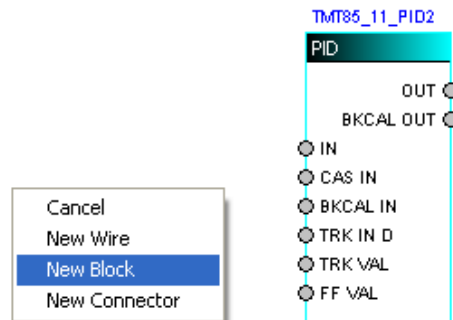 TMT85_11_PID2
PID
OUT
BKCAL OUT
IN
CAS IN
BKCAL IN
TRK IN D
TRK VAL
FF VAL
Cancel
New Wire
New Block
New Connector